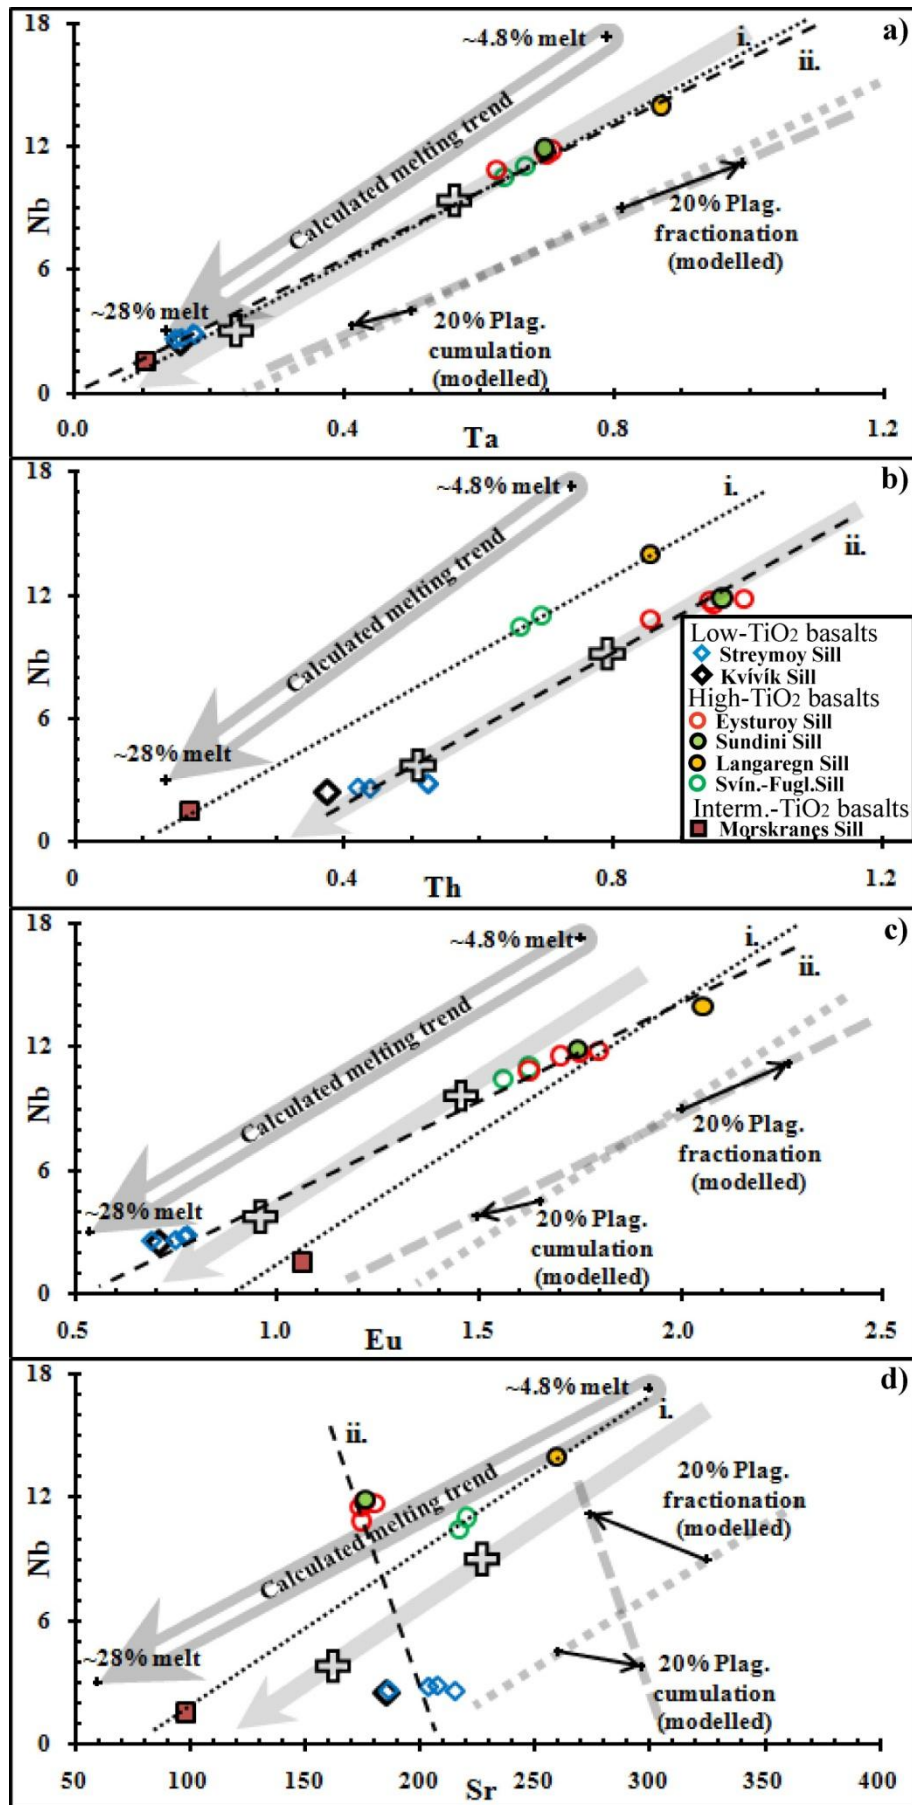 a)
18
12
6
0
Nb
~4.8% melt
i.
ii.
Calculated melting trend
~28% melt
20% Plag.
fractionation
(modelled)
20% Plag.
cumulation
(modelled)
0.0
0.4
0.8
1.2
Ta
b)
18
12
6
0
Nb
~4.8% melt
i.
ii.
Calculated melting trend
~28% melt
Low-TiO2 basalts
Streymoy Sill
Kvívík Sill
High-TiO2 basalts
Eysturoy Sill
Sundini Sill
Langaregn Sill
Svín.-Fugl.Sill
Interm.-TiO2 basalts
Morskranes Sill
0
0.4
0.8
1.2
Th
c)
18
12
6
0
Nb
~4.8% melt
i.
ii.
Calculated melting trend
~28% melt
20% Plag.
fractionation
(modelled)
20% Plag.
cumulation
(modelled)
0.5
1.0
1.5
2.0
2.5
Eu
d)
18
12
6
0
Nb
~4.8% melt
i.
ii.
Calculated melting trend
~28% melt
20% Plag.
fractionation
(modelled)
20% Plag.
cumulation
(modelled)
50
100
150
200
250
300
350
400
Sr